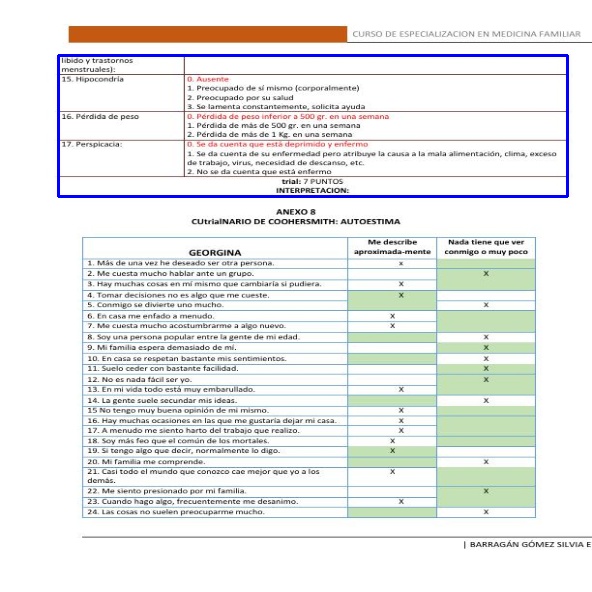 CURSO DE ESPECIALIZACION EN MEDICINA FAMILIAR
libido y trastornos
menstruales):
15. Hipocondría
0. Ausente
1. Preocupado de sí mismo (corporalmente)
2. Preocupado por su salud
3. Se lamenta constantemente, solicita ayuda
16. Pérdida de peso
0. Pérdida de peso inferior a 500 gr. en una semana
1. Pérdida de más de 500 gr. en una semana
2. Pérdida de más de 1 Kg. en una semana
17. Perspicacia:
0. Se da cuenta que está deprimido y enfermo
1. Se da cuenta de su enfermedad pero atribuye la causa a la mala alimentación, clima, exceso
de trabajo, virus, necesidad de descanso, etc.
2. No se da cuenta que está enfermo
trial: 7 PUNTOS
INTERPRETACION:
ANEXO 8
CUtrialNARIO DE COOHERSMITH: AUTOESTIMA
GEORGINA
Me describe
aproximada-mente
Nada tiene que ver
conmigo o muy poco
1. Más de una vez he deseado ser otra persona. x
2. Me cuesta mucho hablar ante un grupo. X
3. Hay muchas cosas en mí mismo que cambiaría si pudiera. X
4. Tomar decisiones no es algo que me cueste. X
5. Conmigo se divierte uno mucho. X
6. En casa me enfado a menudo. X
7. Me cuesta mucho acostumbrarme a algo nuevo. X
8. Soy una persona popular entre la gente de mi edad. X
9. Mi familia espera demasiado de mí. X
10. En casa se respetan bastante mis sentimientos. X
11. Suelo ceder con bastante facilidad. X
12. No es nada fácil ser yo. X
13. En mi vida todo está muy embarullado. X
14. La gente suele secundar mis ideas. X
15 No tengo muy buena opinión de mi mismo. X
16. Hay muchas ocasiones en las que me gustaría dejar mi casa. X
17. A menudo me siento harto del trabajo que realizo. X
18. Soy más feo que el común de los mortales. X
19. Si tengo algo que decir, normalmente lo digo. X
20. Mi familia me comprende. X
21. Casi todo el mundo que conozco cae mejor que yo a los X
demás.
22. Me siento presionado por mi familia. X
23. Cuando hago algo, frecuentemente me desanimo. X
24. Las cosas no suelen preocuparme mucho. X
| BARRAGÁN GÓMEZ SILVIA E